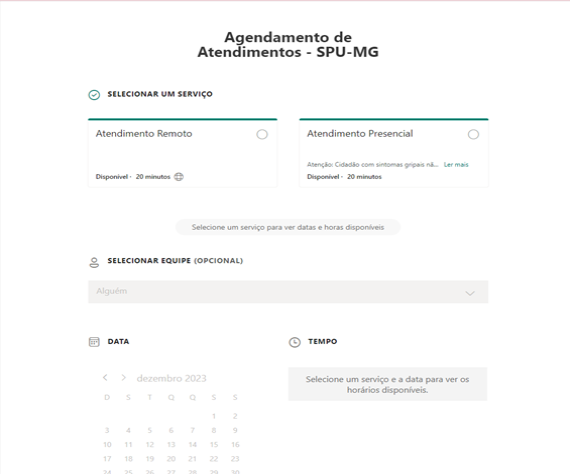 Agendamento de
Atendimentos - SPU-MG
SELECIONAR UM SERVIÇO
Atendimento Remoto
Disponível · 20 minutos
Atendimento Presencial
Atenção: Cidadão com sintomas gripais nã... Ler mais
Disponível · 20 minutos
Selecione um serviço para ver datas e horas disponíveis
SELECIONAR EQUIPE (OPCIONAL)
Alguém
DATA
dezembro 2023
D S T Q Q S S
1 2
3 4 5 6 7 8 9
10 11 12 13 14 15 16
17 18 19 20 21 22 23
24 25 26 27 28 29 30
TEMPO
Selecione um serviço e a data para ver os
horários disponíveis.